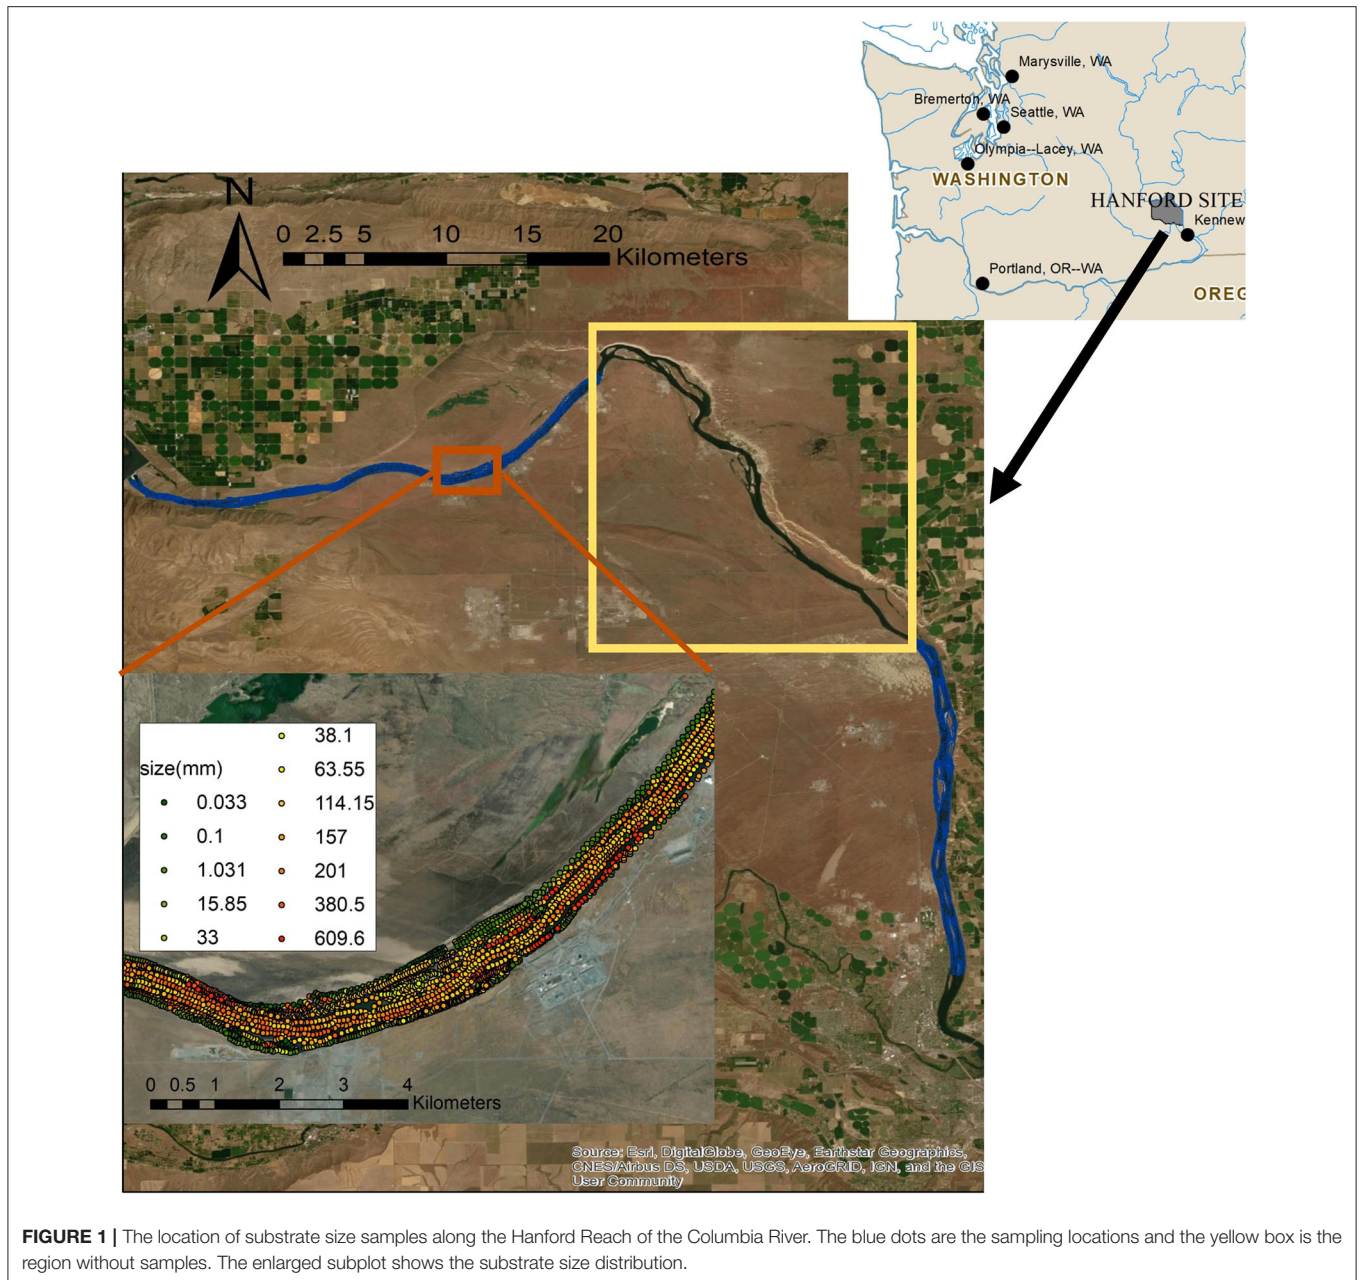 Marysville, WA
Bremerton, WA
Seattle, WA
Olympia--Lacey, WA
WASHINGTON
HANFORD SITE
Kennew
Portland, OR--WA
OREG
N
0 2.5 5 10 15 20
Kilometers
size(mm)
0.033
0.1
1.031
15.85
33
38.1
63.55
114.15
157
201
380.5
609.6
0 0.5 1 2 3 4
Kilometers
Source: Esri, DigitalGlobe, GeoEye, Earthstar Geographics,
CNES/Airbus DS, USDA, USGS, AeroGRID, IGN, and the GIS
User Community
FIGURE 1 | The location of substrate size samples along the Hanford Reach of the Columbia River. The blue dots are the sampling locations and the yellow box is the
region without samples. The enlarged subplot shows the substrate size distribution.